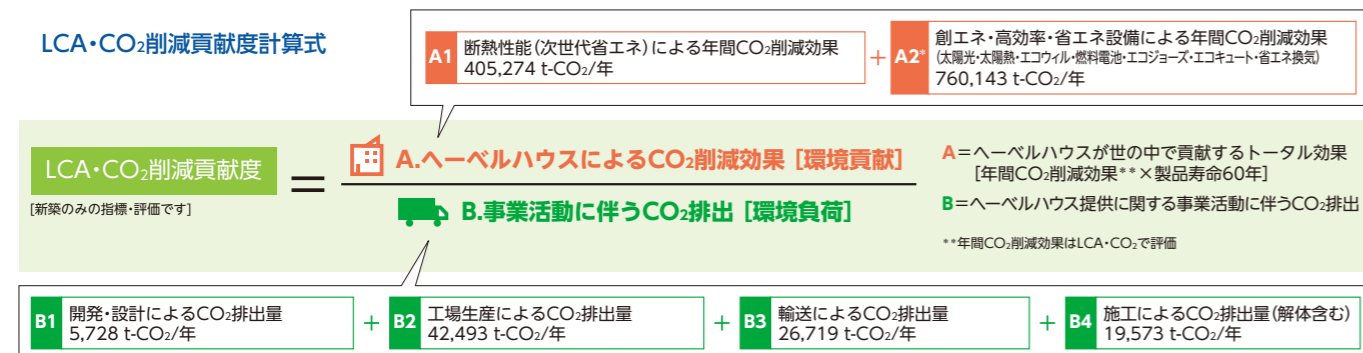 LCA・CO₂削減貢献度計算式
A1
断熱性能(次世代省エネ)による年間CO₂削減効果
405,274 t-CO₂/年
+
A2*
創エネ・高効率・省エネ設備による年間CO₂削減効果
(太陽光・太陽熱・エコウィル・燃料電池・エコジョーズ・エコキュート・省エネ換気)
760,143 t-CO₂/年
LCA・CO₂削減貢献度
[新築のみの指標・評価です]
=
A.ヘーベルハウスによるCO₂削減効果 [環境貢献]
B.事業活動に伴うCO₂排出 [環境負荷]
A=ヘーベルハウスが世の中で貢献するトータル効果
[年間CO₂削減効果**×製品寿命60年]
B=ヘーベルハウス提供に関する事業活動に伴うCO₂排出
**年間CO₂削減効果はLCA・CO₂で評価
B1
開発・設計によるCO₂排出量
5,728 t-CO₂/年
+
B2
工場生産によるCO₂排出量
42,493 t-CO₂/年
+
B3
輸送によるCO₂排出量
26,719 t-CO₂/年
+
B4
施工によるCO₂排出量(解体含む)
19,573 t-CO₂/年